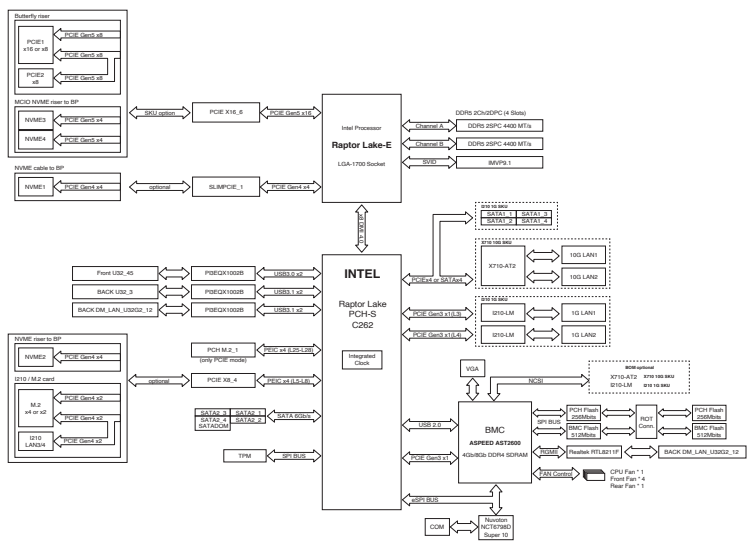 Butterfly riser
PCIE1
x16 or x8
PCIE Gen5 x8
PCIE Gen5 x8
PCIE2
x8
PCIE Gen5 x8
MCIO NVME riser to BP
NVME3
PCIE Gen5 x4
NVME4
PCIE Gen5 x4
SKU option
PCIE X16_6
PCIE Gen5 x16
NVME cable to BP
NVME1
PCIE Gen4 x4
optional
SLIMPCIE_1
PCIE Gen4 x4
Intel Processor
Raptor Lake-E
LGA-1700 Socket
DDR5 2Ch/2DPC (4 Slots)
Channel A
DDR5 2SPC 4400 MT/s
Channel B
DDR5 2SPC 4400 MT/s
SVID
IMVP9.1
x8 DMI 4.0
I210 1G SKU
SATA1_1
SATA1_3
SATA1_2
SATA1_4
X710 10G SKU
X710-AT2
10G LAN1
10G LAN2
PCIEx4 or SATAx4
Front U32_45
PI3EQX1002B
USB3.0 x2
BACK U32_3
PI3EQX1002B
USB3.1 x2
BACK DM_LAN_U32G2_12
PI3EQX1002B
USB3.1 x2
INTEL
Raptor Lake
PCH-S
C262
Integrated
Clock
I210 1G SKU
PCIE Gen3 x1(L3)
I210-LM
1G LAN1
PCIE Gen3 x1(L4)
I210-LM
1G LAN2
NVME riser to BP
NVME2
PCIE Gen4 x4
I210 / M.2 card
M.2
x4 or x2
PCIE Gen4 x2
PCIE Gen4 x2
I210
LAN3/4
PCIE Gen4 x2
optional
PCH M.2_1
(only PCIE mode)
PEIC x4 (L25-L28)
PCIE X8_4
PEIC x4 (L5-L8)
SATA2_3
SATA2_1
SATA2_4
SATA2_2
SATADOM
SATA 6Gb/s
TPM
SPI BUS
VGA
NCSI
BOM optional
X710-AT2 X710 10G SKU
I210-LM I210 1G SKU
USB 2.0
BMC
ASPEED AST2600
4Gb/8Gb DDR4 SDRAM
PCIE Gen3 x1
PCH Flash
256Mbits
SPI BUS
BMC Flash
512Mbits
ROT
Conn.
PCH Flash
256Mbits
BMC Flash
512Mbits
RGMII
Realtek RTL8211F
BACK DM_LAN_U32G2_12
FAN Control
CPU Fan * 1
Front Fan * 4
Rear Fan * 1
eSPI BUS
COM
Nuvoton
NCT6798D
Super 10